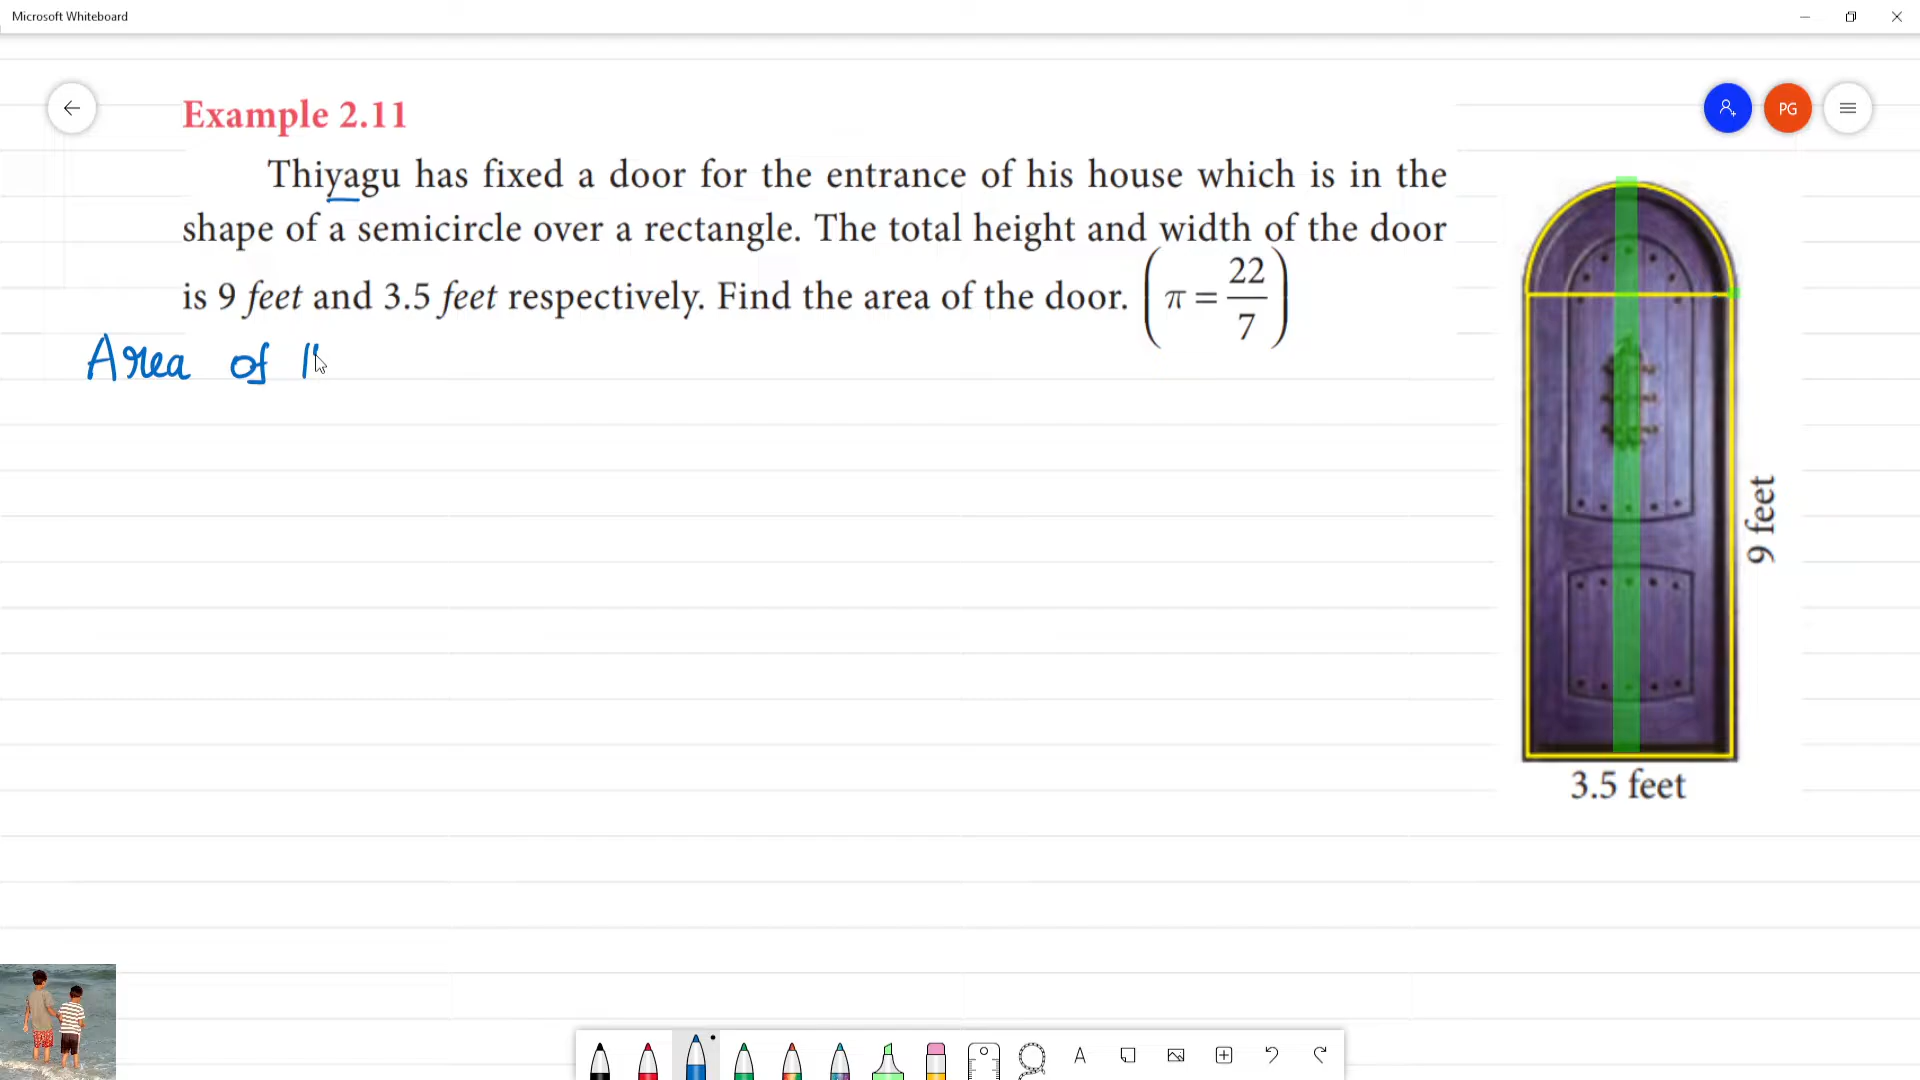 Microsoft Whiteboard
Example 2.11
Thiyagu has fixed a door for the entrance of his house which is in the
shape of a semicircle over a rectangle. The total height and width of the door
is 9 feet and 3.5 feet respectively. Find the area of the door. (π = 22/7)
Area of
PG
9 feet
3.5 feet
A